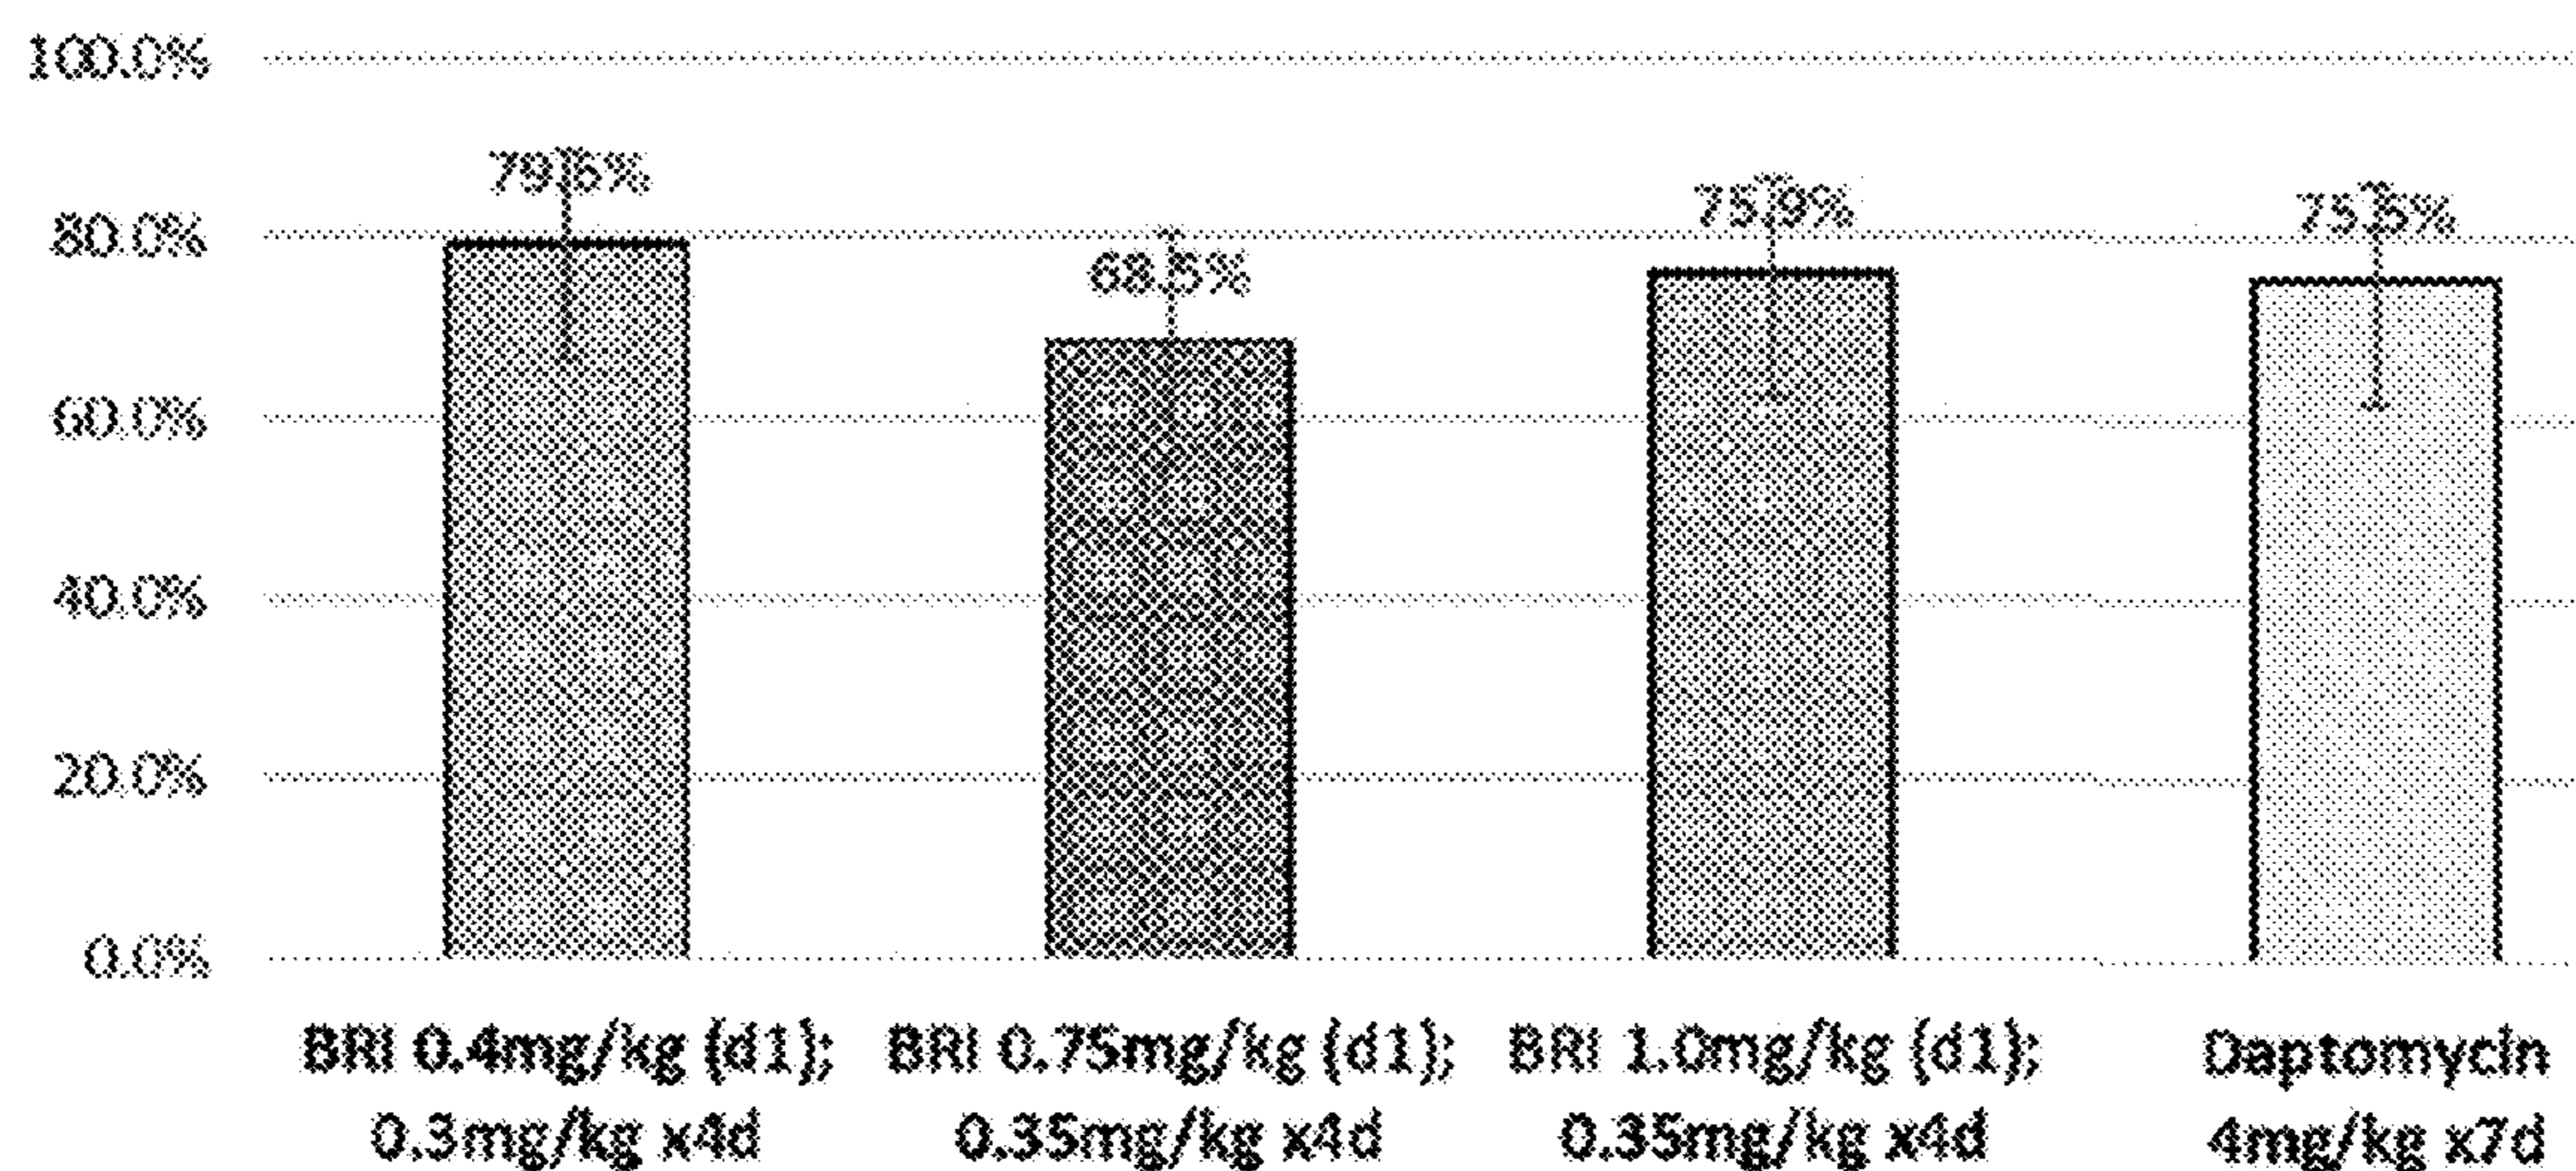 100.0%
80.0%
60.0%
40.0%
20.0%
0.0%
79.6%
68.5%
75.9%
75.5%
BRI 0.4mg/kg (d1);
0.3mg/kg x4d
BRI 0.75mg/kg (d1);
0.35mg/kg x4d
BRI 1.0mg/kg (d1);
0.35mg/kg x4d
Daptomycin
4mg/kg x7d